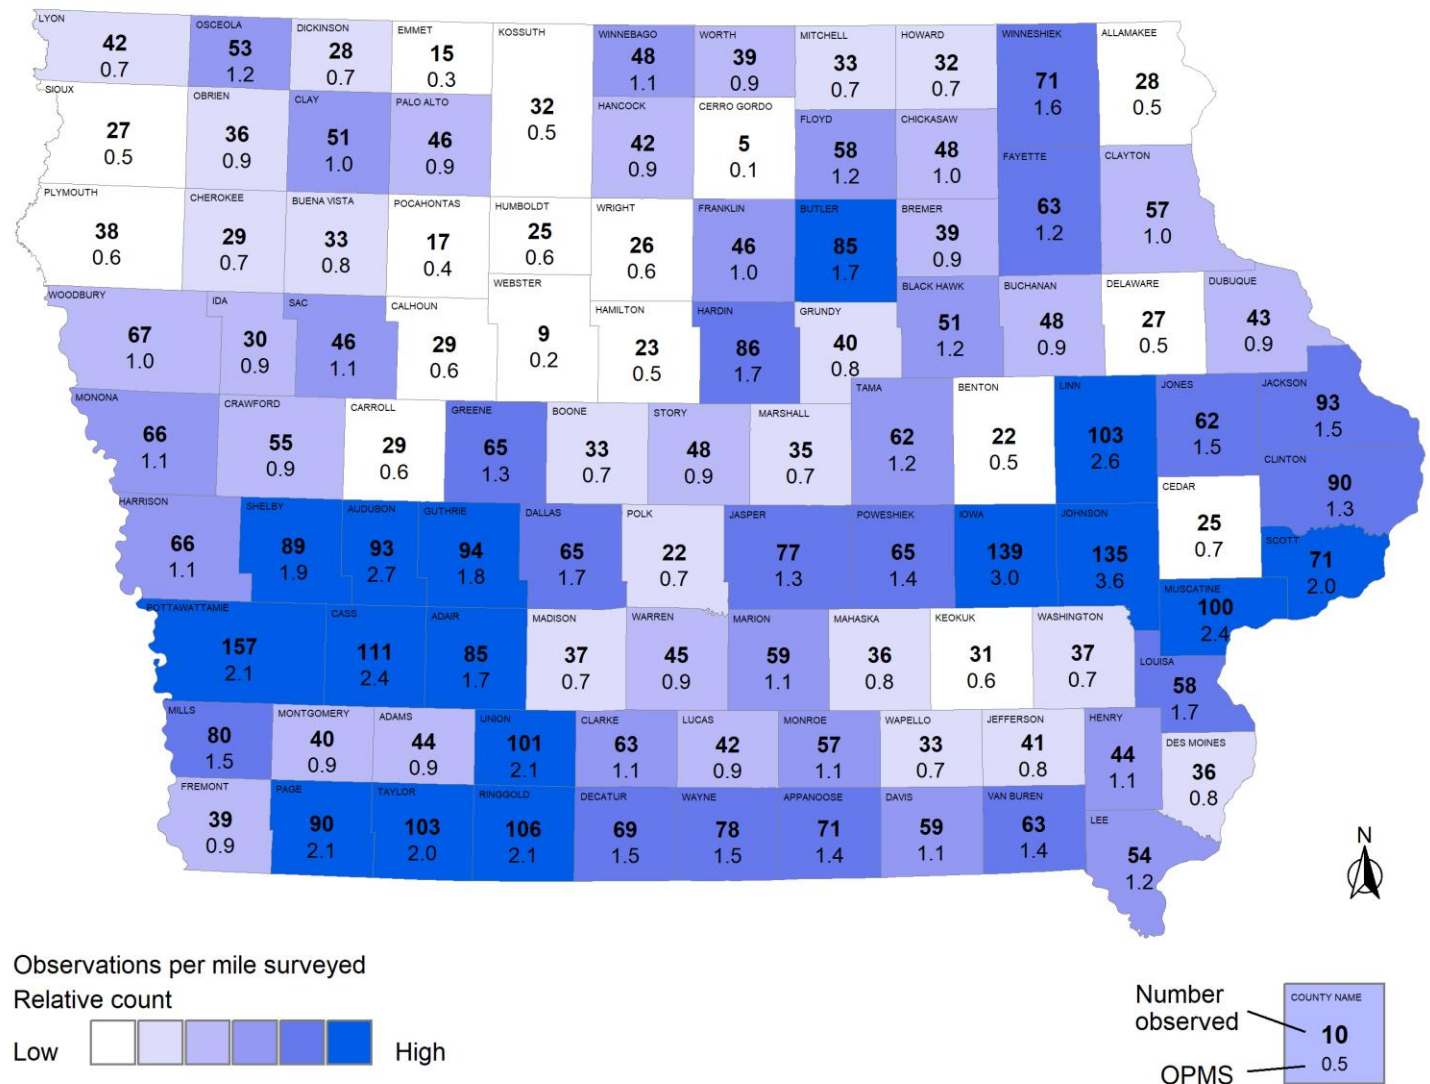 LYON
42
0.7
OSCEOLA
53
1.2
DICKINSON
28
0.7
EMMET
15
0.3
KOSSUTH
32
0.5
WINNEBAGO
48
1.1
WORTH
39
0.9
MITCHELL
33
0.7
HOWARD
32
0.7
WINNESHIEK
71
1.6
ALLAMAKEE
28
0.5
SIOUX
27
0.5
OBRIEN
36
0.9
CLAY
51
1.0
PALO ALTO
46
0.9
HANCOCK
42
0.9
CERRO GORDO
5
0.1
FLOYD
58
1.2
CHICKASAW
48
1.0
FAYETTE
63
1.2
CLAYTON
57
1.0
PLYMOUTH
38
0.6
CHEROKEE
29
0.7
BUENA VISTA
33
0.8
POCAHONTAS
17
0.4
HUMBOLDT
25
0.6
WRIGHT
26
0.6
FRANKLIN
46
1.0
BUTLER
85
1.7
BREMER
39
0.9
WOODBURY
67
1.0
IDA
30
0.9
SAC
46
1.1
CALHOUN
29
0.6
WEBSTER
9
0.2
HAMILTON
23
0.5
HARDIN
86
1.7
GRUNDY
40
0.8
BLACK HAWK
51
1.2
BUCHANAN
48
0.9
DELAWARE
27
0.5
DUBUQUE
43
0.9
MONONA
66
1.1
CRAWFORD
55
0.9
CARROLL
29
0.6
GREENE
65
1.3
BOONE
33
0.7
STORY
48
0.9
MARSHALL
35
0.7
TAMA
62
1.2
BENTON
22
0.5
LINN
103
2.6
JONES
62
1.5
JACKSON
93
1.5
CLINTON
90
1.3
CEDAR
25
0.7
HARRISON
66
1.1
SHELBY
89
1.9
AUDUBON
93
2.7
GUTHRIE
94
1.8
DALLAS
65
1.7
POLK
22
0.7
JASPER
77
1.3
POWESHIEK
65
1.4
IOWA
139
3.0
JOHNSON
135
3.6
SCOTT
71
2.0
MUSCATINE
100
2.4
POTTAWATTAMIE
157
2.1
CASS
111
2.4
ADAIR
85
1.7
MADISON
37
0.7
WARREN
45
0.9
MARION
59
1.1
MAHASKA
36
0.8
KEOKUK
31
0.6
WASHINGTON
37
0.7
LOUISA
58
1.7
MILLS
80
1.5
MONTGOMERY
40
0.9
ADAMS
44
0.9
UNION
101
2.1
CLARKE
63
1.1
LUCAS
42
0.9
MONROE
57
1.1
WAPELLO
33
0.7
JEFFERSON
41
0.8
HENRY
44
1.1
DES MOINES
36
0.8
FREMONT
39
0.9
PAGE
90
2.1
TAYLOR
103
2.0
RINGGOLD
106
2.1
DECATUR
69
1.5
WAYNE
78
1.5
APPANOOSE
71
1.4
DAVIS
59
1.1
VAN BUREN
63
1.4
LEE
54
1.2
N
Observations per mile surveyed
Relative count
Low
High
Number
observed
OPMS
COUNTY NAME
10
0.5